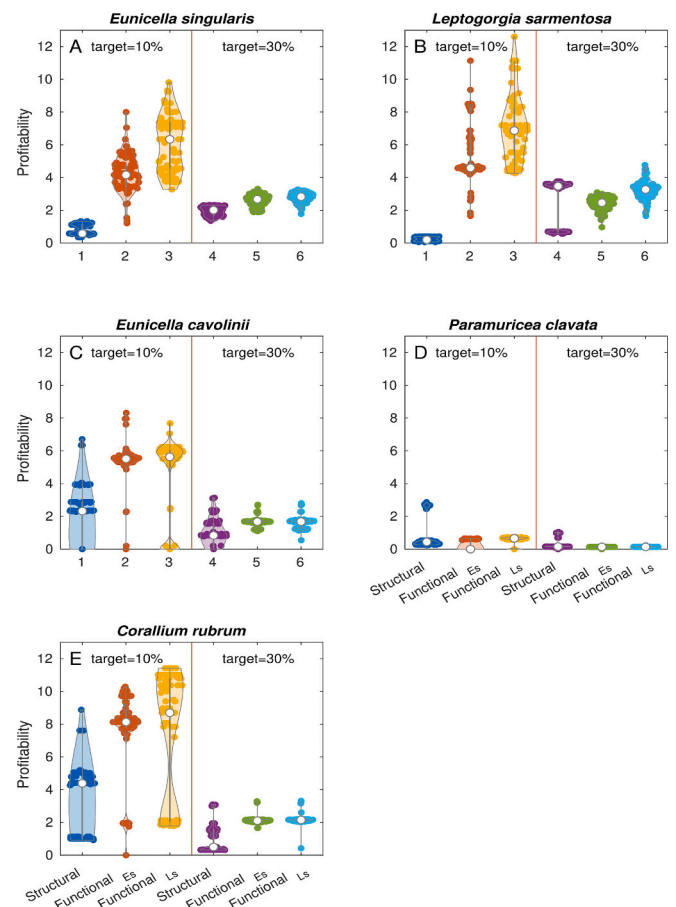 Eunicella singularis
A target=10% target=30%
Profitability
12
10
8
6
4
2
0
1 2 3 4 5 6
Leptogorgia sarmentosa
B target=10% target=30%
Profitability
12
10
8
6
4
2
0
1 2 3 4 5 6
Eunicella cavolinii
C target=10% target=30%
Profitability
12
10
8
6
4
2
0
1 2 3 4 5 6
Paramuricea clavata
D target=10% target=30%
12
10
8
6
4
2
0
Structural
Functional Es
Functional Ls
Structural
Functional Es
Functional Ls
Corallium rubrum
E target=10% target=30%
Profitability
12
10
8
6
4
2
0
Structural
Functional Es
Functional Ls
Structural
Functional Es
Functional Ls